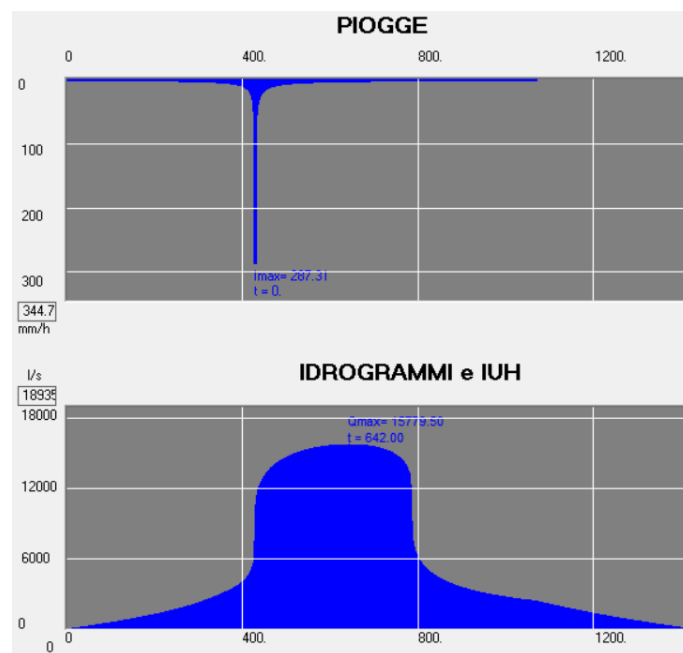 PIOGGE
0 400. 800. 1200.
0
100
200
300
Imax= 287.31
t = 0.
344.7
mm/h
IDROGRAMMI e IUH
l/s
18935
18000
Qmax= 15779.50
t = 642.00
12000
6000
0
0
0 400. 800. 1200.